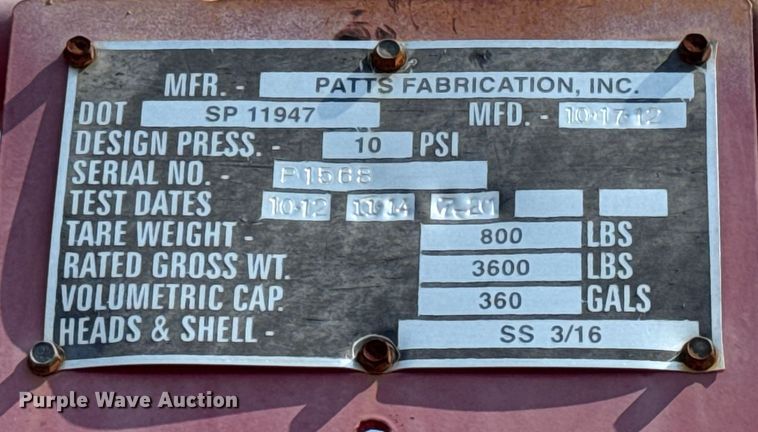 MFR. - PATTS FABRICATION, INC.
DOT SP 11947 MFD. - 10-17-12
DESIGN PRESS. - 10 PSI
SERIAL NO. - P1568
TEST DATES 10-12 11-14 7-20
TARE WEIGHT - 800 LBS
RATED GROSS WT. 3600 LBS
VOLUMETRIC CAP. 360 GALS
HEADS & SHELL - SS 3/16
Purple Wave Auction